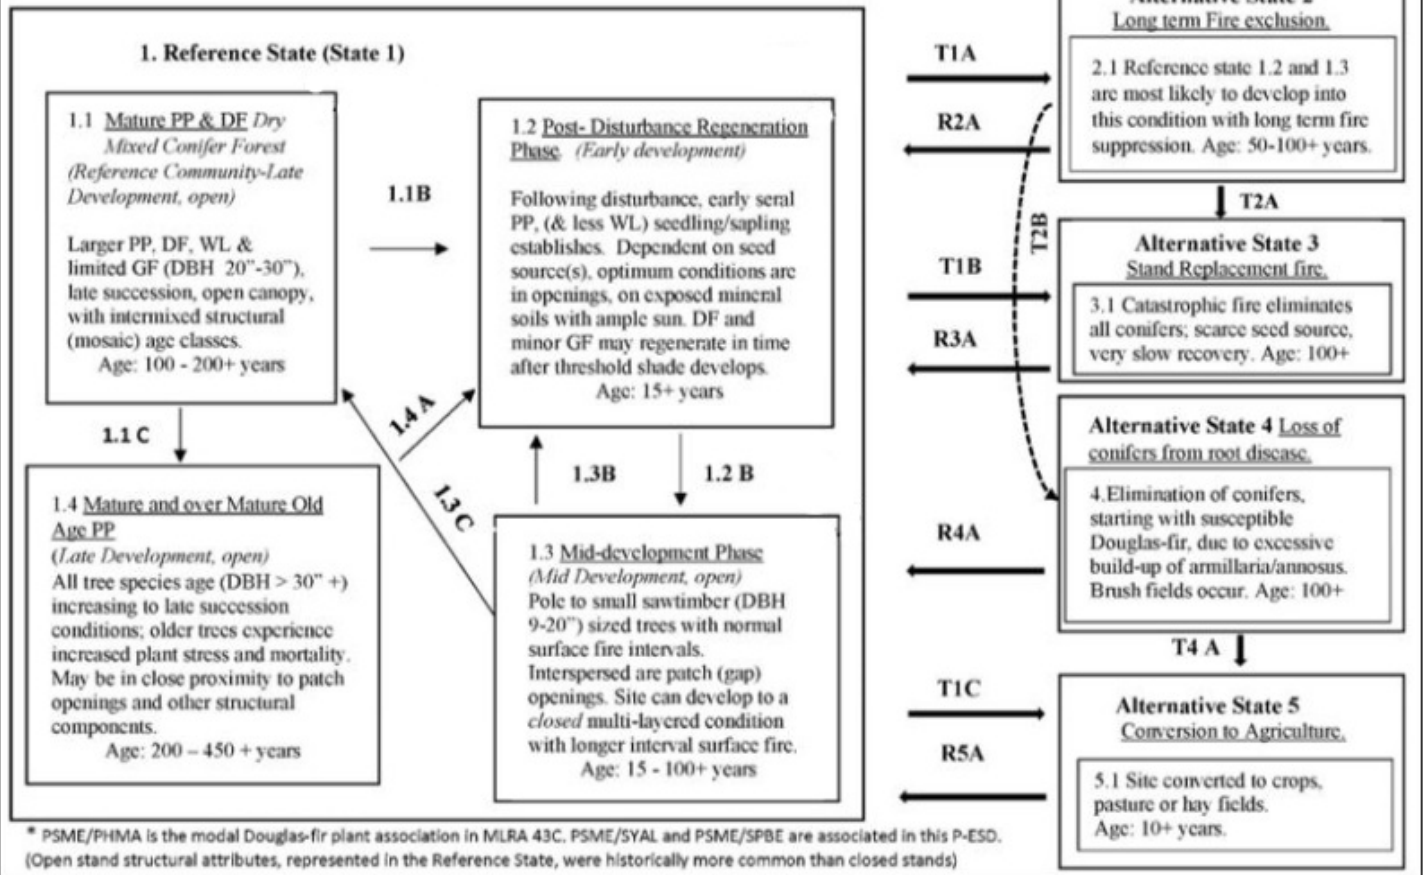 1. Reference State (State 1)
1.1 Mature PP & DF Dry
Mixed Conifer Forest
(Reference Community-Late
Development, open)
Larger PP, DF, WL &
limited GF (DBH 20"-30"),
late succession, open canopy,
with intermixed structural
(mosaic) age classes.
Age: 100 - 200+ years
1.1B
1.2 Post- Disturbance Regeneration
Phase (Early development)
Following disturbance, early seral
PP, (& less WL) seedling/sapling
establishes. Dependent on seed
source(s), optimum conditions are
in openings, on exposed mineral
soils with ample sun. DF and
minor GF may regenerate in time
after threshold shade develops.
Age: 15+ years
1.1 C
1.4 A
1.3 C
1.3B
1.2 B
1.4 Mature and over Mature Old
Age PP
(Late Development, open)
All tree species age (DBH > 30" +)
increasing to late succession
conditions; older trees experience
increased plant stress and mortality.
May be in close proximity to patch
openings and other structural
components.
Age: 200 – 450 + years
1.3 Mid-development Phase
(Mid Development, open)
Pole to small sawtimber (DBH
9-20") sized trees with normal
surface fire intervals.
Interspersed are patch (gap)
openings. Site can develop to a
closed multi-layered condition
with longer interval surface fire.
Age: 15 - 100+ years
T1A
R2A
T1B
R3A
R4A
T1C
R5A
T2B
Alternative State 2
Long term Fire exclusion.
2.1 Reference state 1.2 and 1.3
are most likely to develop into
this condition with long term fire
suppression. Age: 50-100+ years.
T2A
Alternative State 3
Stand Replacement fire.
3.1 Catastrophic fire eliminates
all conifers; scarce seed source,
very slow recovery. Age: 100+
Alternative State 4 Loss of
conifers from root disease.
4.Elimination of conifers,
starting with susceptible
Douglas-fir, due to excessive
build-up of armillaria/annosus.
Brush fields occur. Age: 100+
T4 A
Alternative State 5
Conversion to Agriculture.
5.1 Site converted to crops,
pasture or hay fields.
Age: 10+ years.
* PSME/PHMA is the modal Douglas-fir plant association in MLRA 43C. PSME/SYAL and PSME/SPBE are associated in this P-ESD.
(Open stand structural attributes, represented in the Reference State, were historically more common than closed stands)